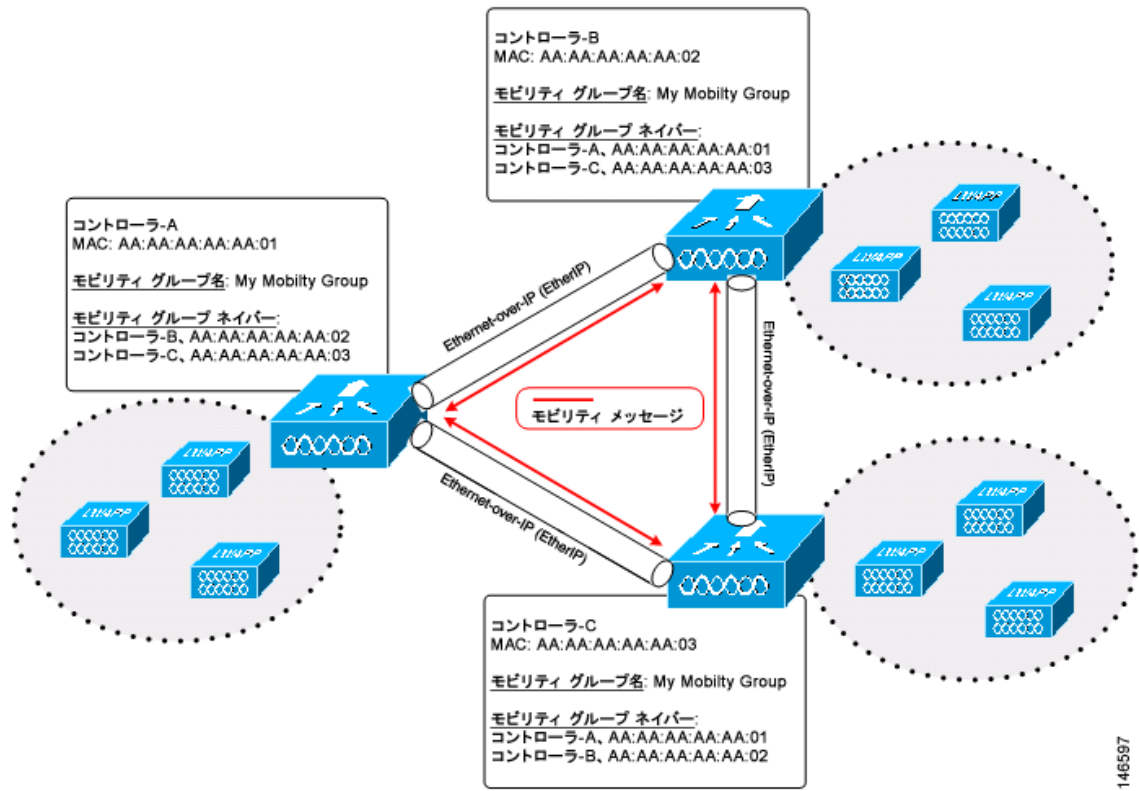 コントローラ-B
MAC: AA:AA:AA:AA:AA:02
モビリティ グループ名: My Mobilty Group
モビリティ グループ ネイバー:
コントローラ-A、AA:AA:AA:AA:AA:01
コントローラ-C、AA:AA:AA:AA:AA:03
コントローラ-A
MAC: AA:AA:AA:AA:AA:01
モビリティ グループ名: My Mobilty Group
モビリティ グループ ネイバー:
コントローラ-B、AA:AA:AA:AA:AA:02
コントローラ-C、AA:AA:AA:AA:AA:03
LWAPP
LWAPP
LWAPP
Ethernet-over-IP (EtherIP)
Ethernet-over-IP (EtherIP)
モビリティ メッセージ
Ethernet-over-IP (EtherIP)
LWAPP
LWAPP
LWAPP
LWAPP
LWAPP
LWAPP
コントローラ-C
MAC: AA:AA:AA:AA:AA:03
モビリティ グループ名: My Mobilty Group
モビリティ グループ ネイバー:
コントローラ-A、AA:AA:AA:AA:AA:01
コントローラ-B、AA:AA:AA:AA:AA:02
146597